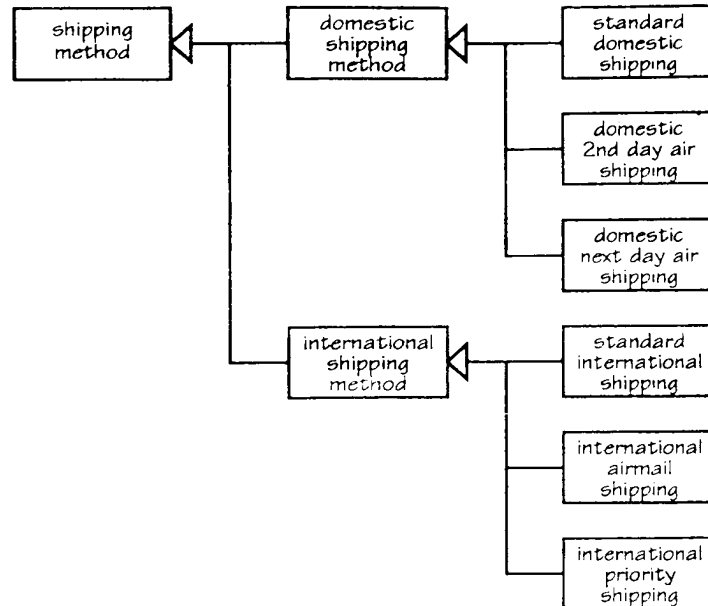 shipping
method
domestic
shipping
method
standard
domestic
shipping
domestic
2nd day air
shipping
domestic
next day air
shipping
international
shipping
method
standard
international
shipping
international
airmail
shipping
international
priority
shipping